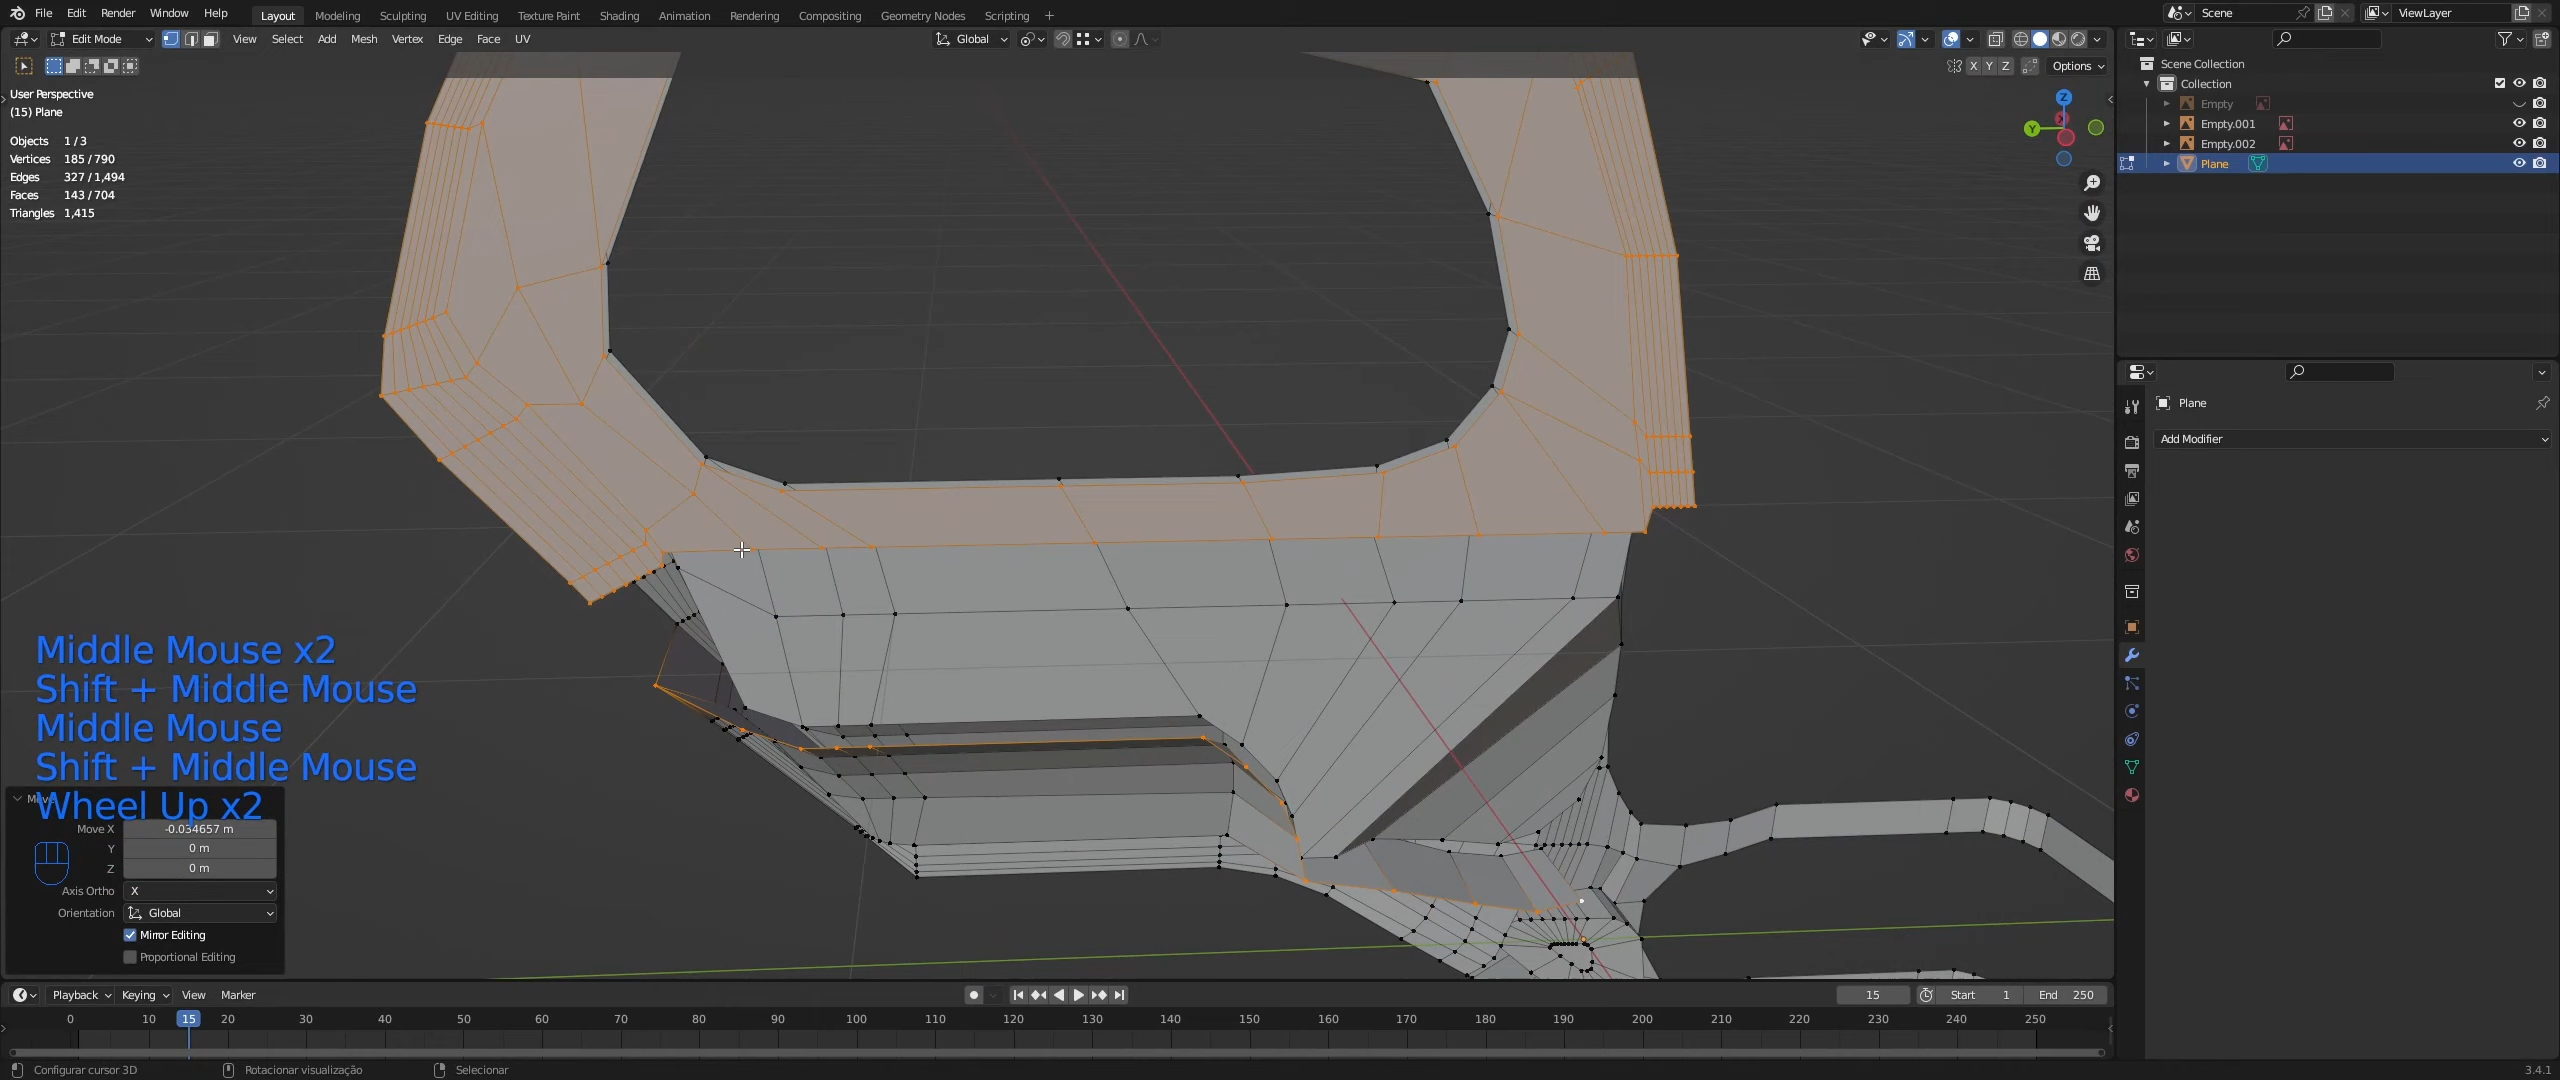 File Edit Render Window Help Layout Modeling Sculpting UV Editing Texture Paint Shading Animation Rendering Compositing Geometry Nodes Scripting + Scene ViewLayer
Edit Mode View Select Add Mesh Vertex Edge Face UV Global
X Y Z Options
User Perspective
(15) Plane
Objects 1 / 3
Vertices 185 / 790
Edges 327 / 1,494
Faces 143 / 704
Triangles 1,415
Z
Y
Scene Collection
Collection
Empty
Empty.001
Empty.002
Plane
Plane
Add Modifier
Middle Mouse x2
Shift + Middle Mouse
Middle Mouse
Shift + Middle Mouse
Wheel Up x2
Move
Move X -0.034657 m
Y 0 m
Z 0 m
Axis Ortho X
Orientation Global
Mirror Editing
Proportional Editing
Playback Keying View Marker 15 Start 1 End 250
0 10 15 20 30 40 50 60 70 80 90 100 110 120 130 140 150 160 170 180 190 200 210 220 230 240 250
Configurar cursor 3D Rotacionar visualização Selecionar 3.4.1